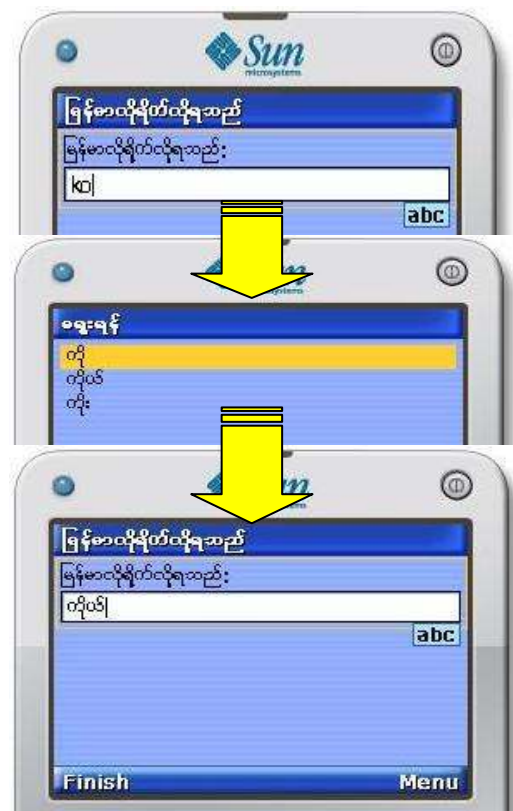 Sun
microsystems
မြန်မာလိုရိုက်လိုရသည်
မြန်မာလိုရိုက်လိုရသည်:
ko
abc
ရွေးရန်
ကို
ကိုယ်
ကိုး
မြန်မာလိုရိုက်လိုရသည်
မြန်မာလိုရိုက်လိုရသည်:
ကိုယ်
abc
Finish Menu